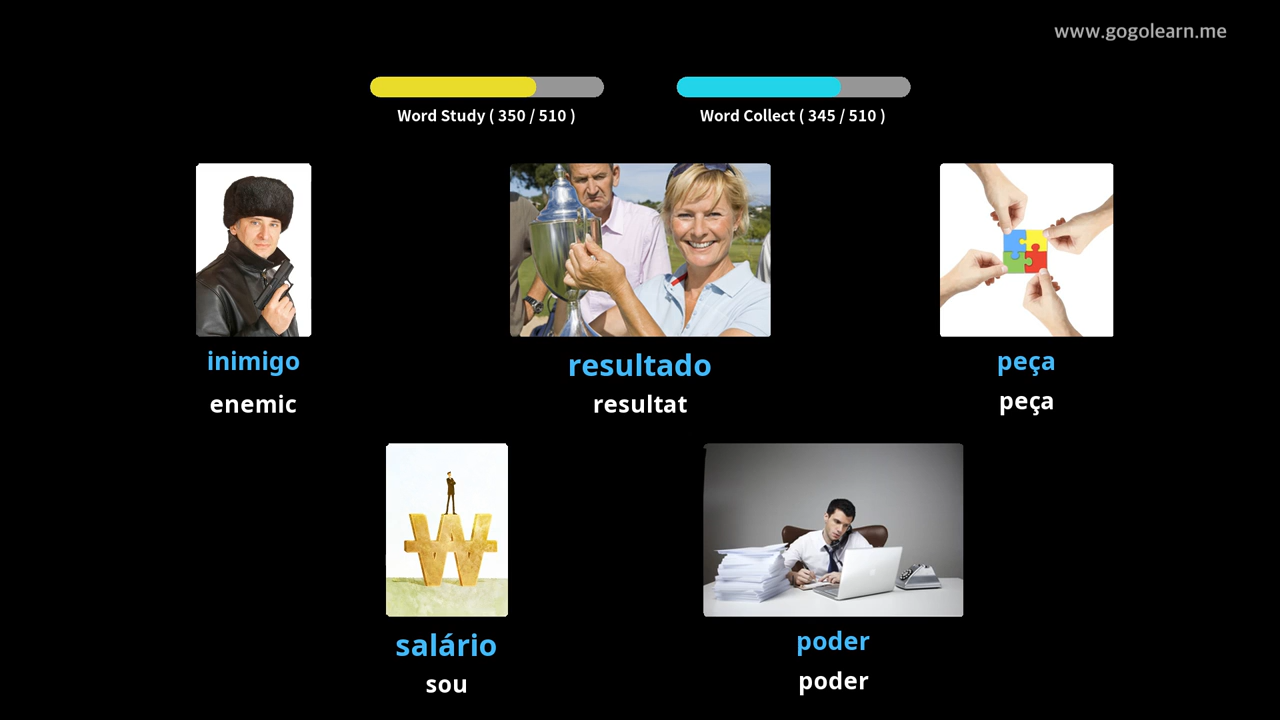 www.gogolearn.me
Word Study ( 350 / 510 )
Word Collect ( 345 / 510 )
inimigo
enemic
resultado
resultat
peça
peça
salário
sou
poder
poder